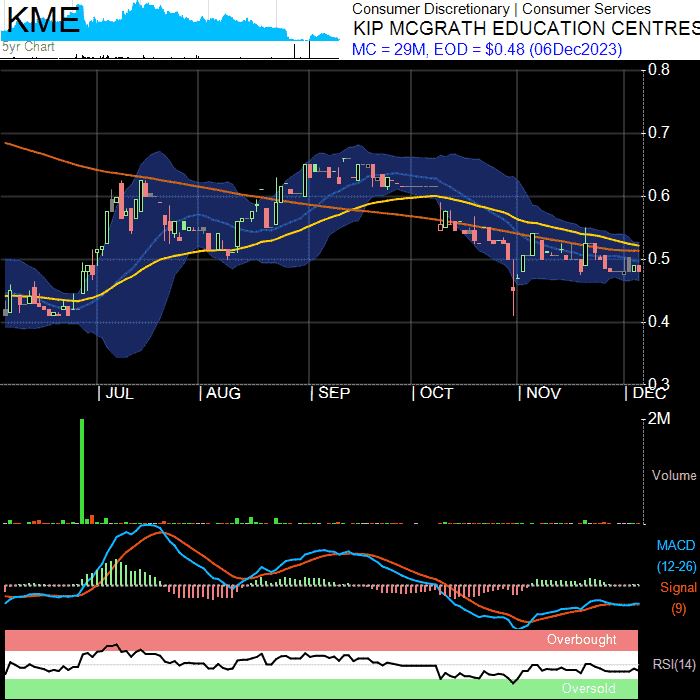 KME
5yr Chart
Consumer Discretionary | Consumer Services
KIP MCGRATH EDUCATION CENTRES
MC = 29M, EOD = $0.48 (06Dec2023)
0.8
0.7
0.6
0.5
0.4
0.3
| JUL | AUG | SEP | OCT | NOV | DEC
2M
Volume
MACD
(12-26)
Signal
(9)
Overbought
RSI(14)
Oversold